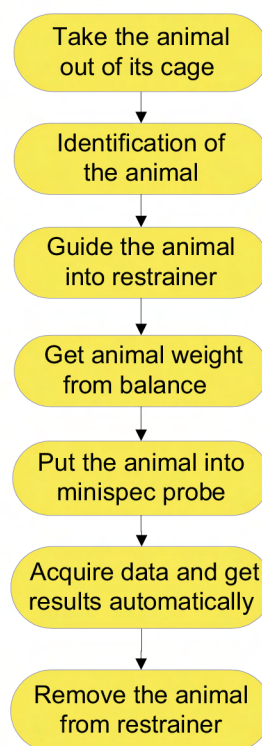 Take the animal
out of its cage
Identification of
the animal
Guide the animal
into restrainer
Get animal weight
from balance
Put the animal into
minispec probe
Acquire data and get
results automatically
Remove the animal
from restrainer